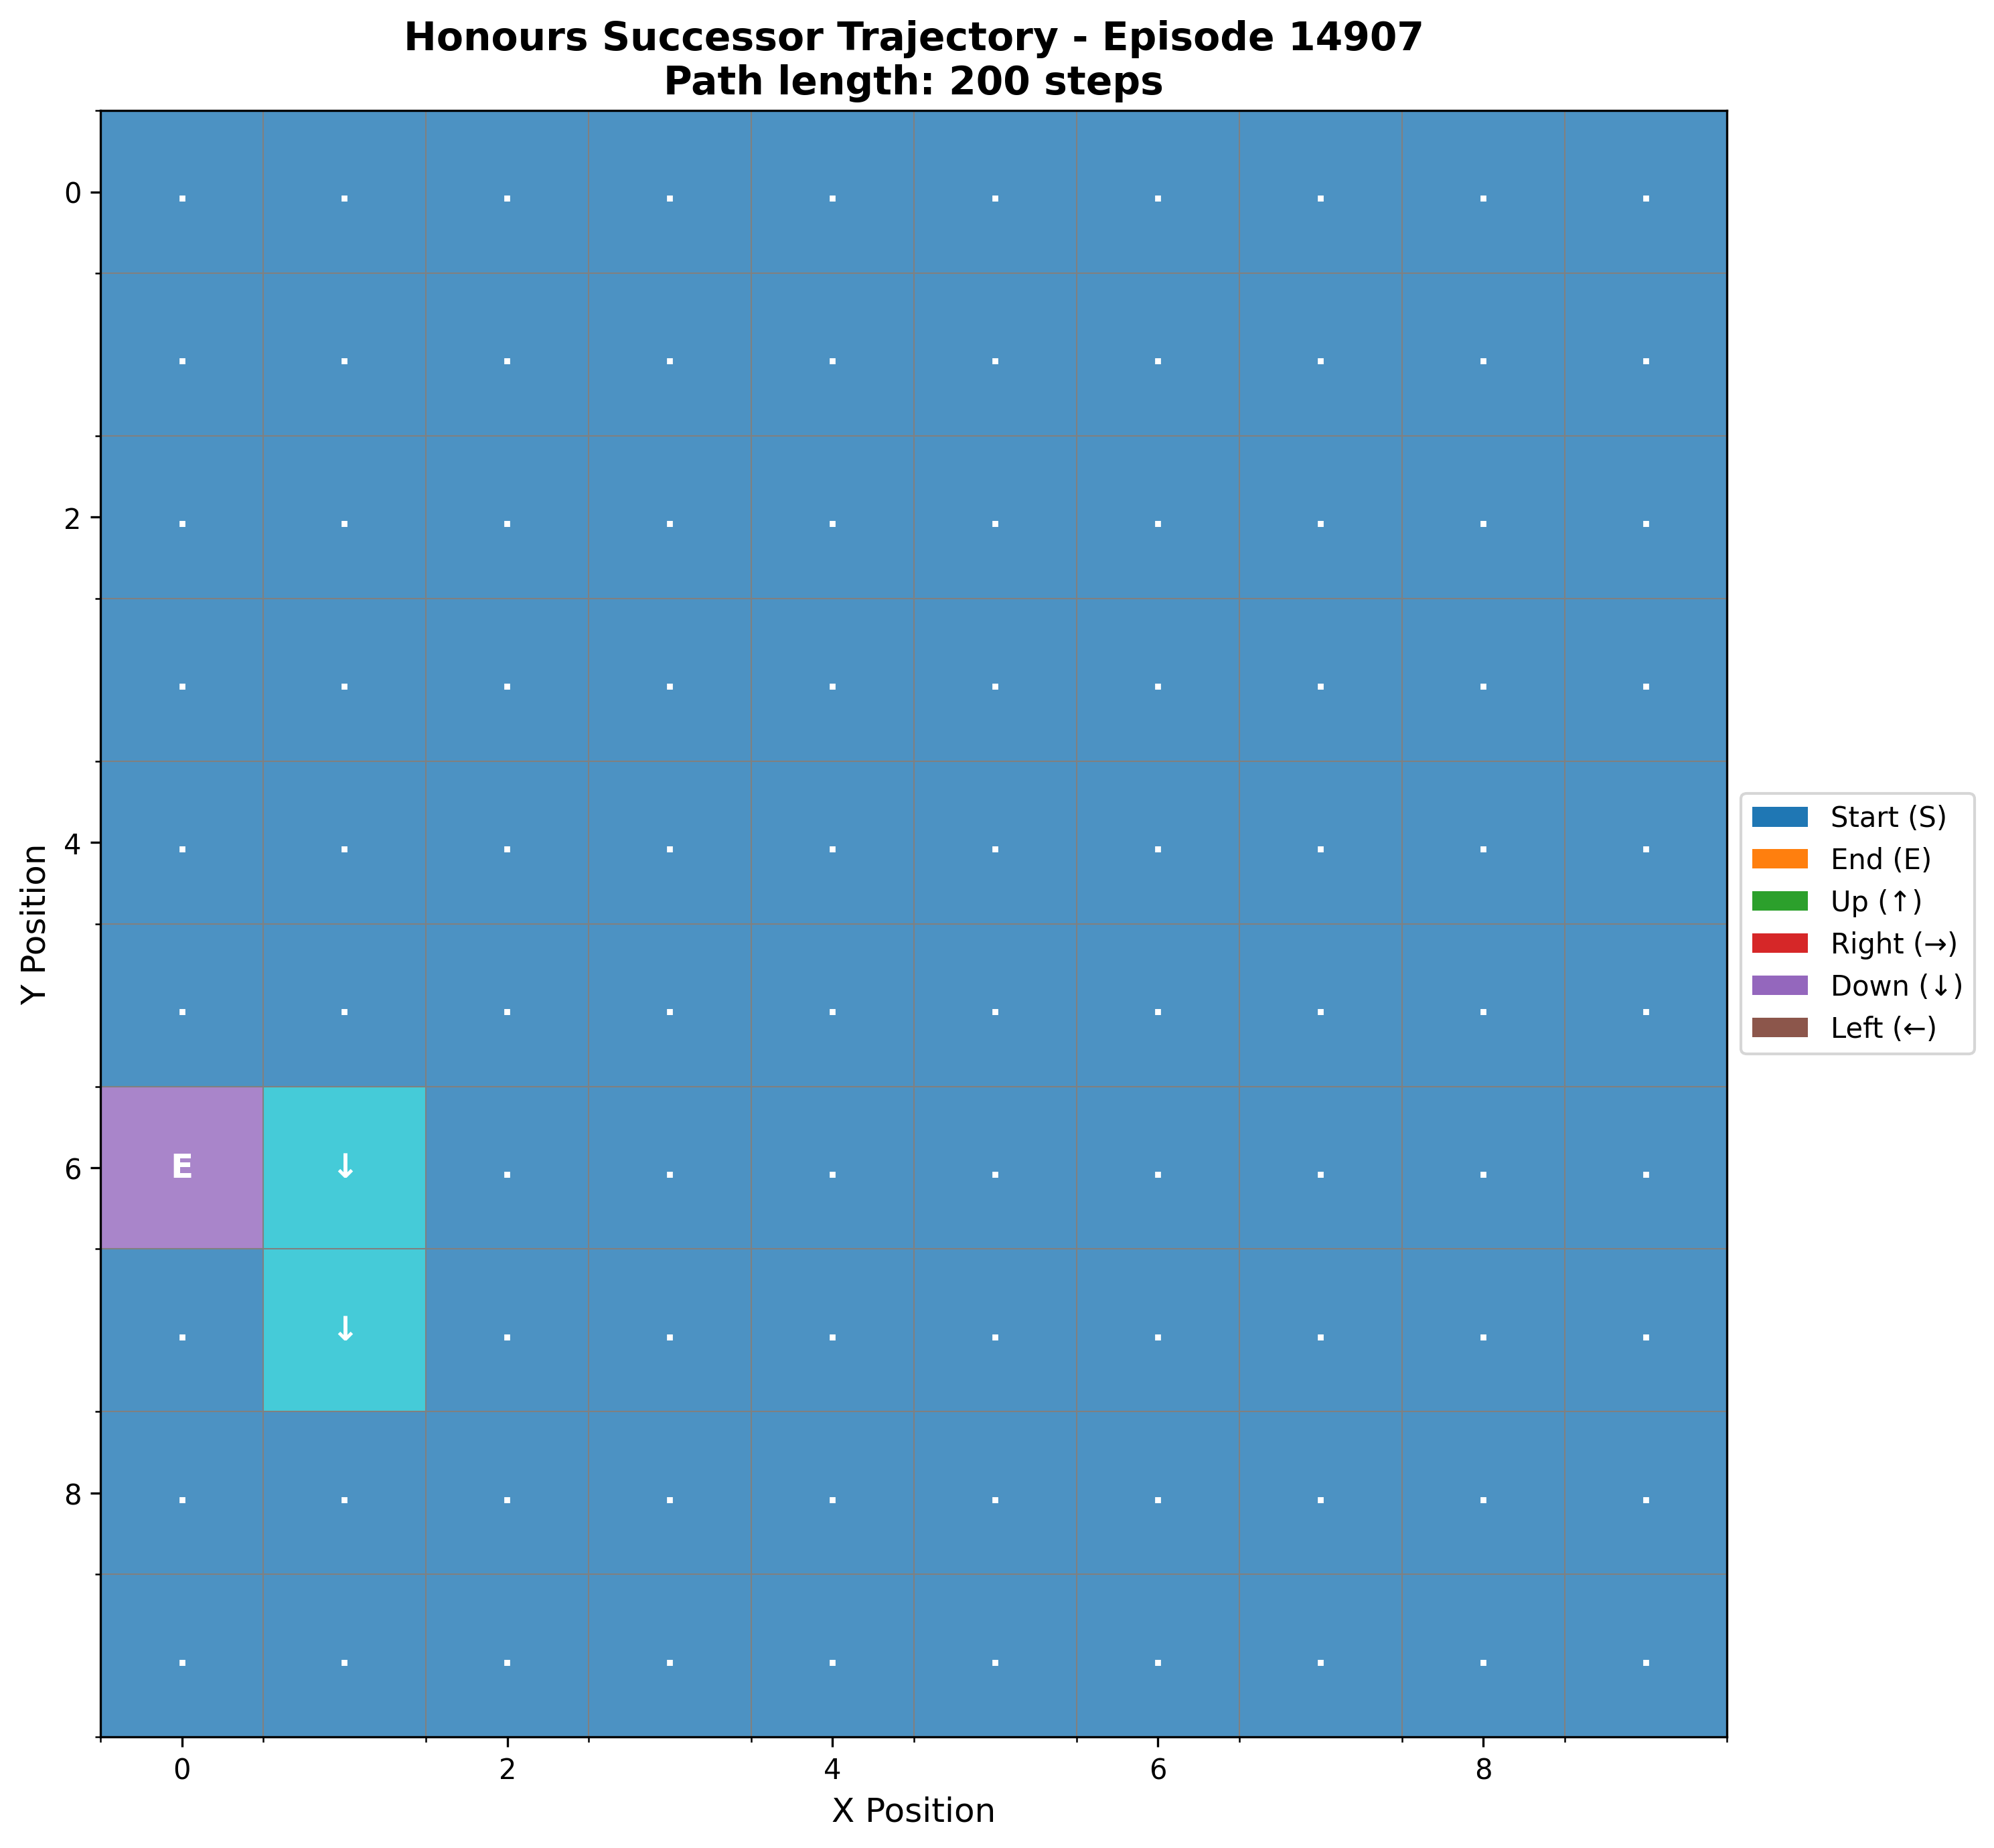 Honours Successor Trajectory - Episode 14907
Path length: 200 steps
0
2
4
Y Position
6
8
E ↓
↓
0 2 4 6 8
X Position
Start (S)
End (E)
Up (↑)
Right (→)
Down (↓)
Left (←)